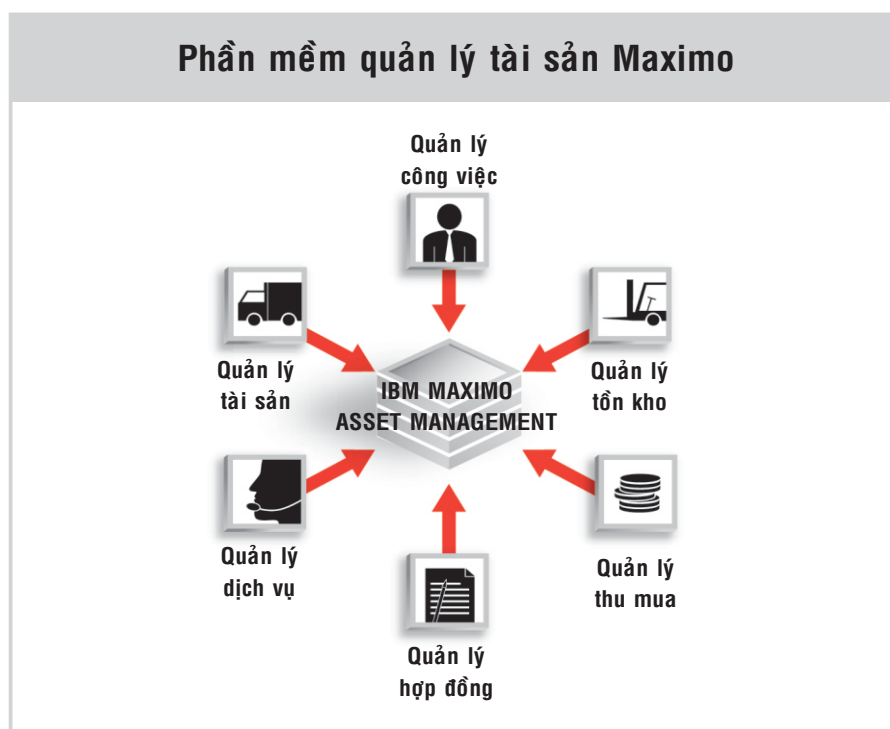 Phần mềm quản lý tài sản Maximo
Quản lý
công việc
Quản lý
tài sản
Quản lý
tồn kho
IBM MAXIMO
ASSET MANAGEMENT
Quản lý
dịch vụ
Quản lý
thu mua
Quản lý
hợp đồng